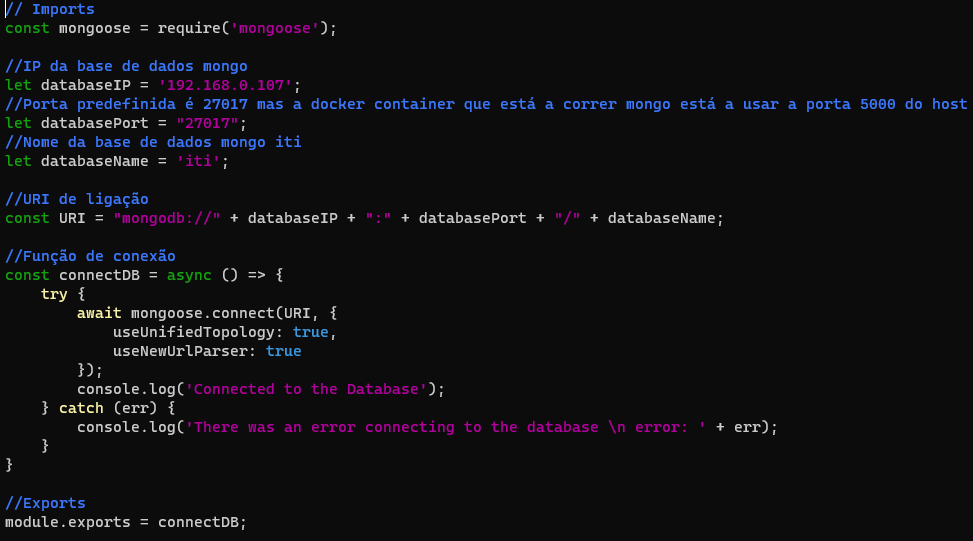 // Imports
const mongoose = require('mongoose');
//IP da base de dados mongo
let databaseIP = '192.168.0.107';
//Porta predefinida é 27017 mas a docker container que está a correr mongo está a usar a porta 5000 do host
let databasePort = "27017";
//Nome da base de dados mongo iti
let databaseName = 'iti';
//URI de ligação
const URI = "mongodb://" + databaseIP + ":" + databasePort + "/" + databaseName;
//Função de conexão
const connectDB = async () => {
    try {
        await mongoose.connect(URI, {
            useUnifiedTopology: true,
            useNewUrlParser: true
        });
        console.log('Connected to the Database');
    } catch (err) {
        console.log('There was an error connecting to the database \n error: ' + err);
    }
}
//Exports
module.exports = connectDB;